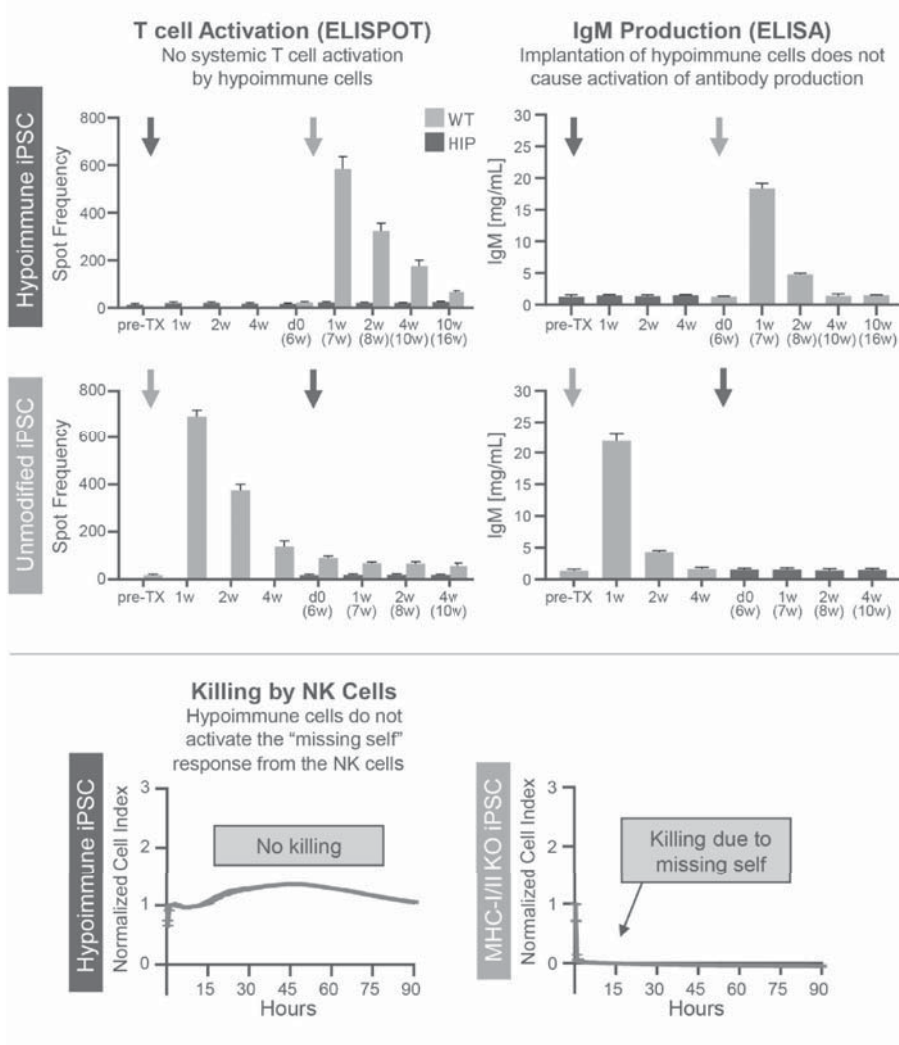 T cell Activation (ELISPOT)
No systemic T cell activation
by hypoimmune cells
IgM Production (ELISA)
Implantation of hypoimmune cells does not
cause activation of antibody production
Hypoimmune iPSC
Spot Frequency
800
600
400
200
0
WT
HIP
pre-TX 1w 2w 4w d0 1w 2w 4w 10w
(6w) (7w) (8w) (10w) (16w)
IgM [mg/mL]
30
25
20
15
10
5
0
pre-TX 1w 2w 4w d0 1w 2w 4w 10w
(6w) (7w) (8w) (10w) (16w)
Unmodified iPSC
Spot Frequency
800
600
400
200
0
pre-TX 1w 2w 4w d0 1w 2w 4w
(6w) (7w) (8w) (10w)
IgM [mg/mL]
30
25
20
15
10
5
0
pre-TX 1w 2w 4w d0 1w 2w 4w
(6w) (7w) (8w) (10w)
Killing by NK Cells
Hypoimmune cells do not
activate the “missing self”
response from the NK cells
Hypoimmune iPSC
Normalized Cell Index
3
2
1
0
No killing
15 30 45 60 75 90
Hours
MHC-I/II KO iPSC
Normalized Cell Index
3
2
1
0
Killing due to
missing self
15 30 45 60 75 90
Hours